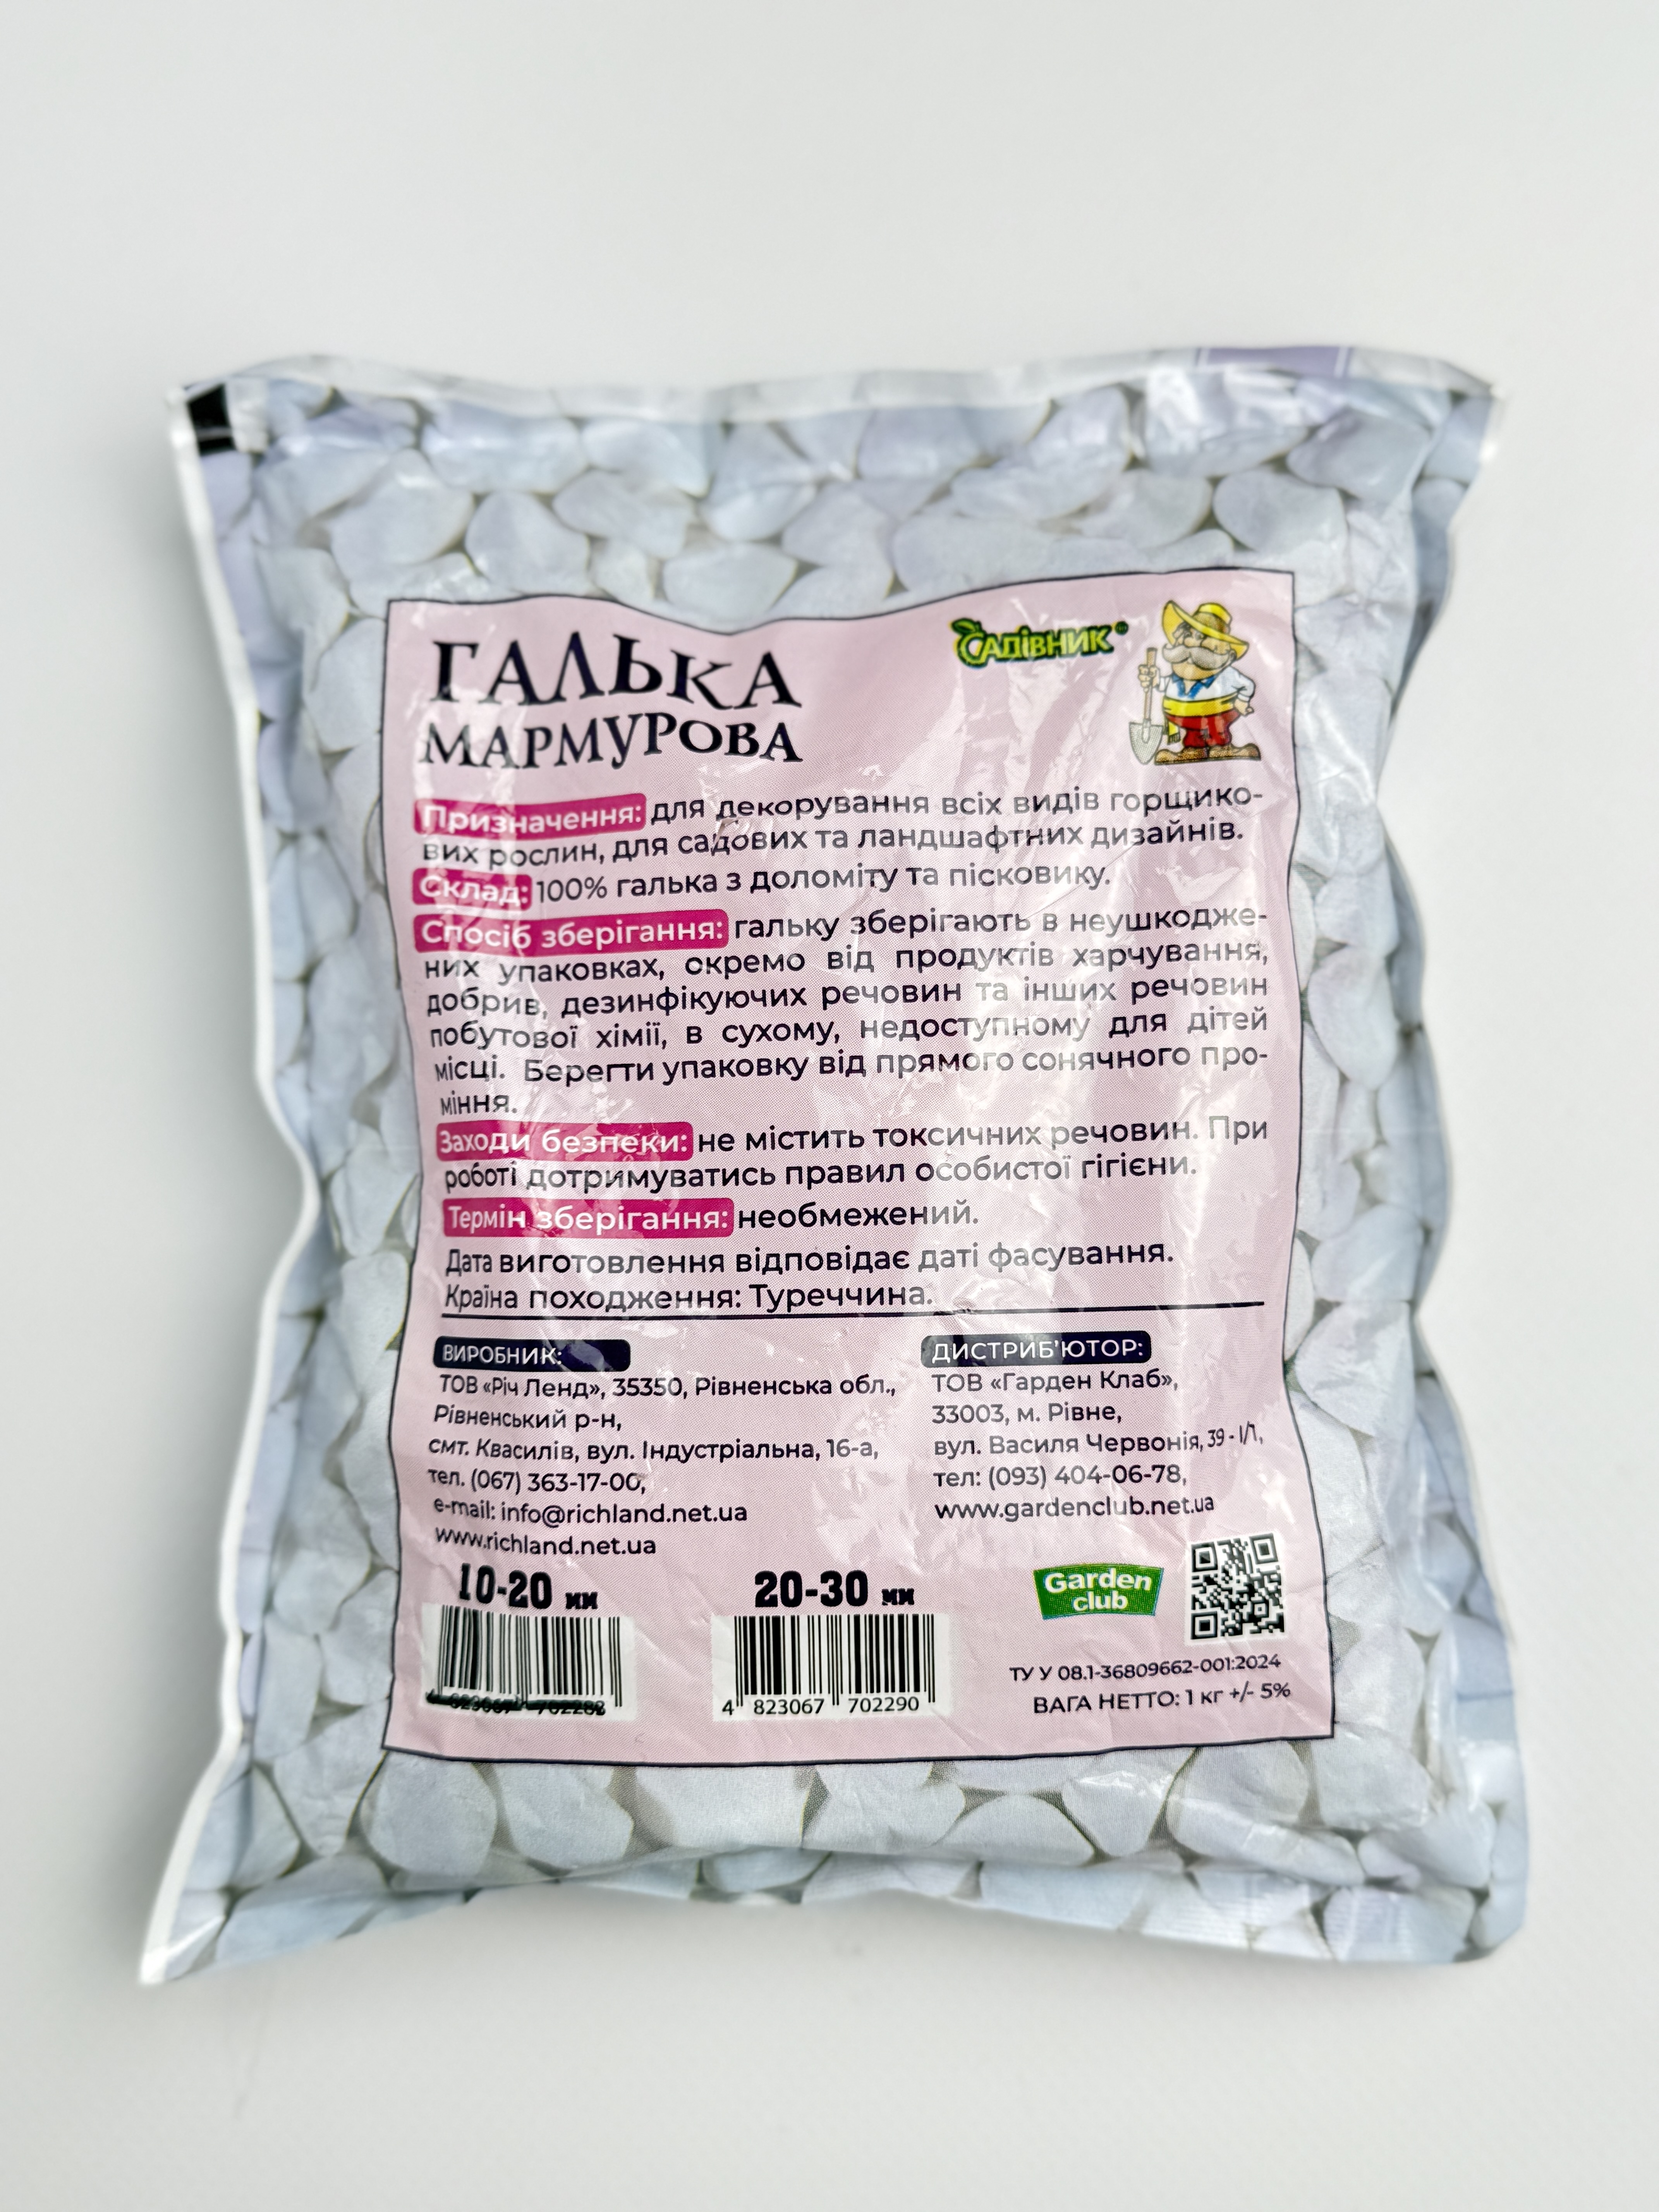 ГАЛЬКА
МАРМУРОВА
САДІВНИК
Призначення: для декорування всіх видів горщико-
вих рослин, для садових та ландшафтних дизайнів.
Склад: 100% галька з доломіту та пісковику.
Спосіб зберігання: гальку зберігають в неушкодже-
них упаковках, окремо від продуктів харчування,
добрив, дезинфікуючих речовин та інших речовин
побутової хімії, в сухому, недоступному для дітей
місці. Берегти упаковку від прямого сонячного про-
міння.
Заходи безпеки: не містить токсичних речовин. При
роботі дотримуватись правил особистої гігієни.
Термін зберігання: необмежений.
Дата виготовлення відповідає даті фасування.
Країна походження: Туреччина.
ВИРОБНИК:
ТОВ «Річ Ленд», 35350, Рівненська обл.,
Рівненський р-н,
смт. Квасилів, вул. Індустріальна, 16-а,
тел. (067) 363-17-00,
e-mail: info@richland.net.ua
www.richland.net.ua
ДИСТРИБ'ЮТОР:
ТОВ «Гарден Клаб»,
33003, м. Рівне,
вул. Василя Червонія, 39 - 1/1,
тел: (093) 404-06-78,
www.gardenclub.net.ua
10-20 мм
20-30 мм
4 823067 702290
Garden
club
ТУ У 08.1-36809662-001:2024
ВАГА НЕТТО: 1 кг +/- 5%